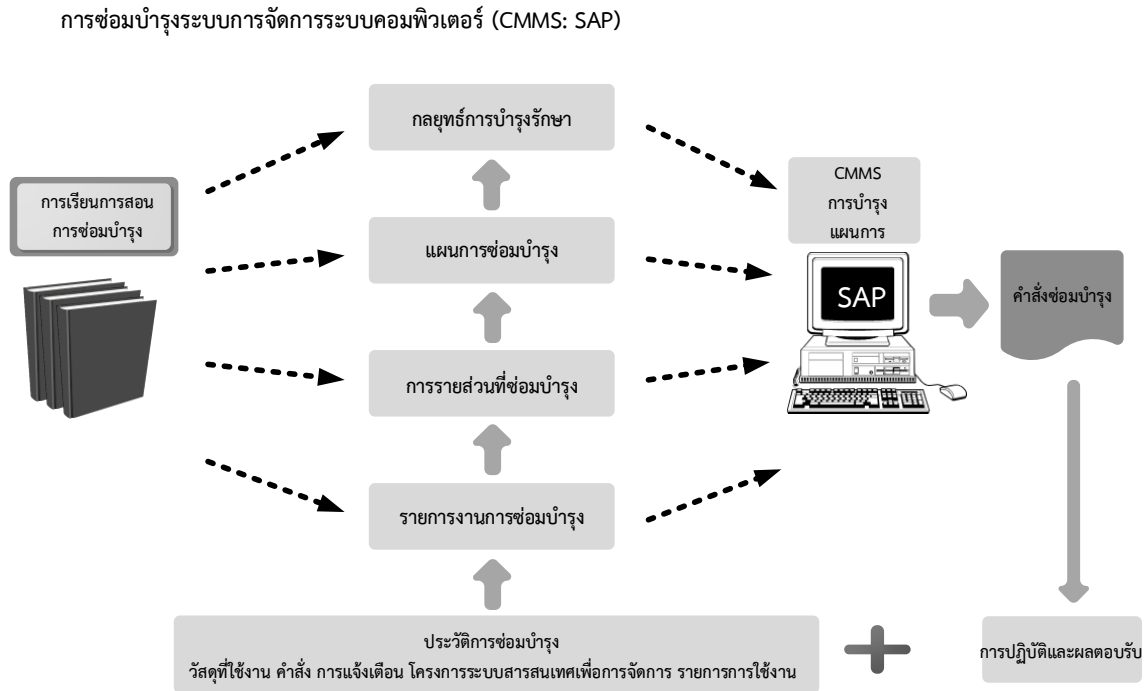 การซ่อมบำรุงระบบการจัดการระบบคอมพิวเตอร์ (CMMS: SAP)
กลยุทธ์การบำรุงรักษา
การเรียนการสอน
การซ่อมบำรุง
CMMS
การบำรุง
แผนการ
แผนการซ่อมบำรุง
SAP
คำสั่งซ่อมบำรุง
การรายส่วนที่ซ่อมบำรุง
รายการงานการซ่อมบำรุง
ประวัติการซ่อมบำรุง
วัสดุที่ใช้งาน คำสั่ง การแจ้งเตือน โครงการระบบสารสนเทศเพื่อการจัดการ รายการการใช้งาน
การปฏิบัติและผลตอบรับ